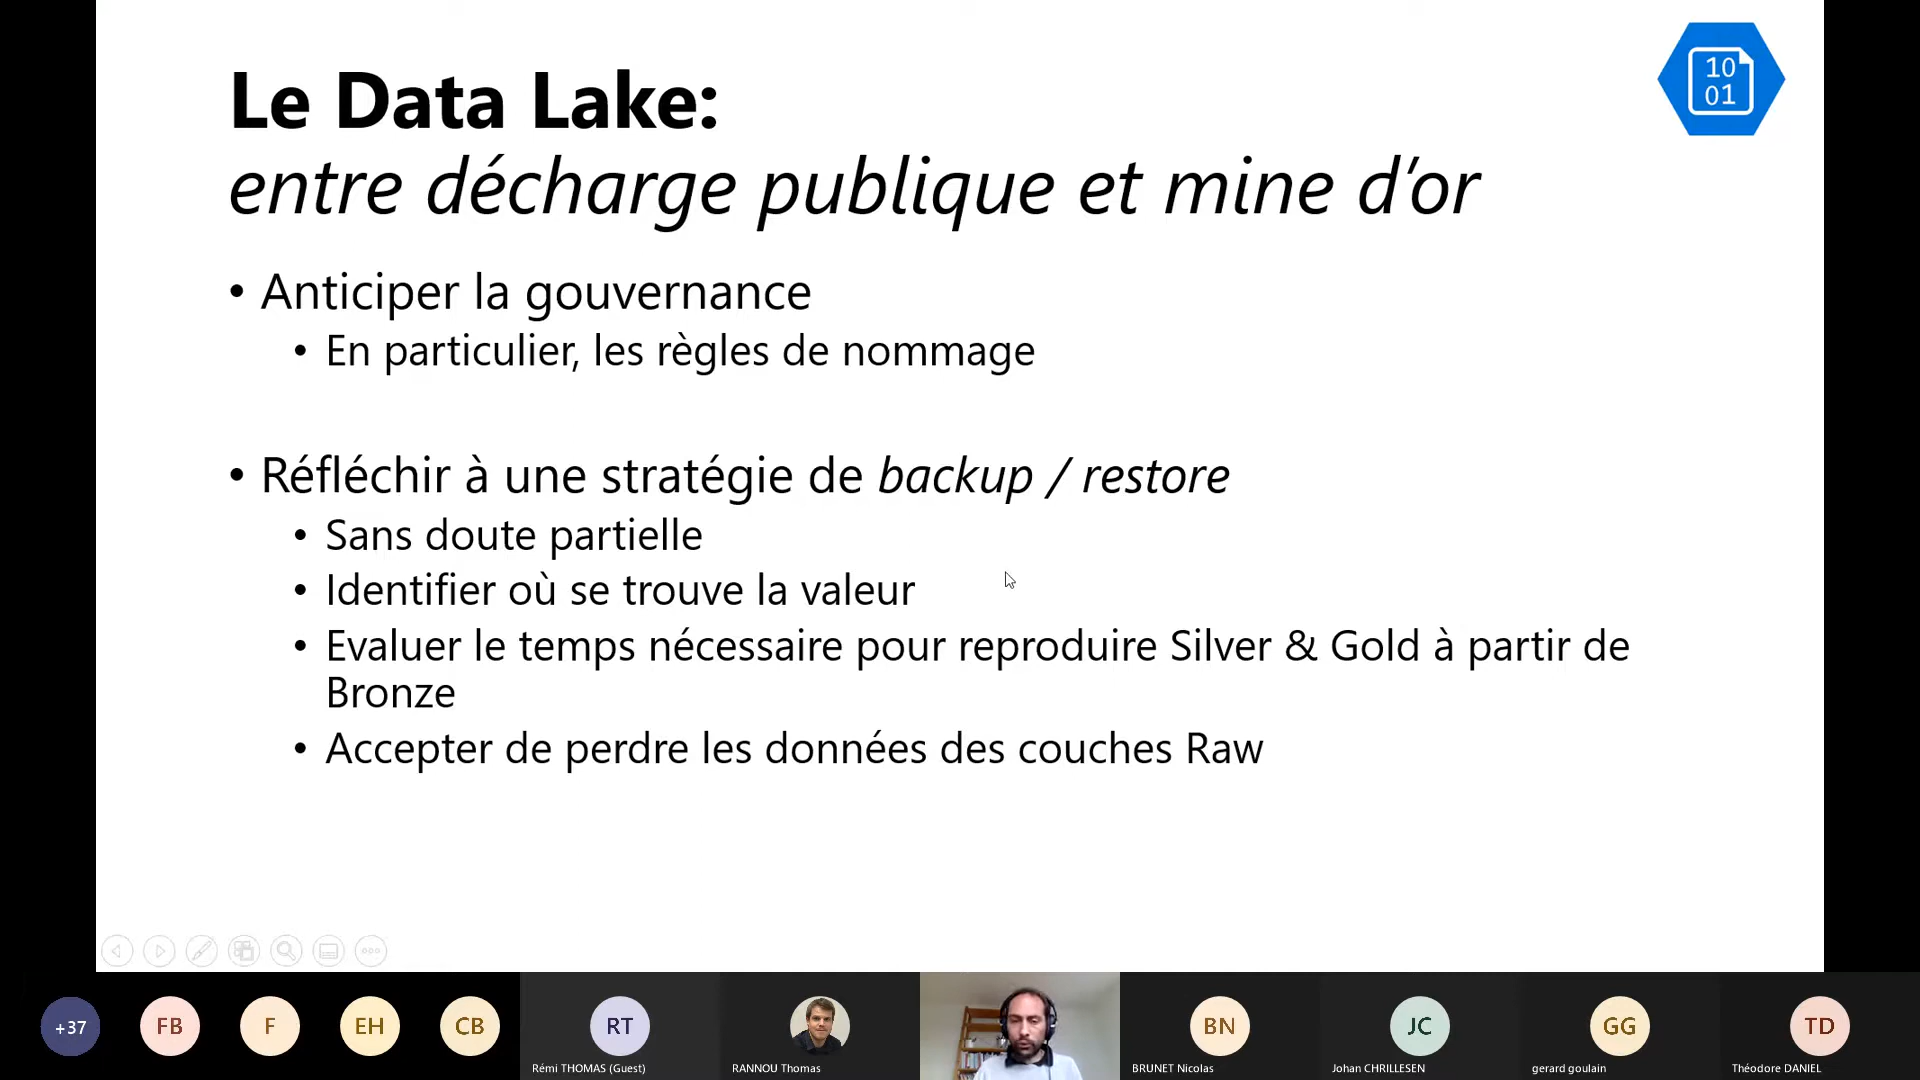 10
01
Le Data Lake:
entre décharge publique et mine d’or
• Anticiper la gouvernance
• En particulier, les règles de nommage
• Réfléchir à une stratégie de backup / restore
• Sans doute partielle
• Identifier où se trouve la valeur
• Evaluer le temps nécessaire pour reproduire Silver & Gold à partir de
Bronze
• Accepter de perdre les données des couches Raw
+37
FB
F
EH
CB
RT
BN
JC
GG
TD
Rémi THOMAS (Guest)
RANNOU Thomas
BRUNET Nicolas
Johan CHRILLESEN
gerard goulain
Théodore DANIEL